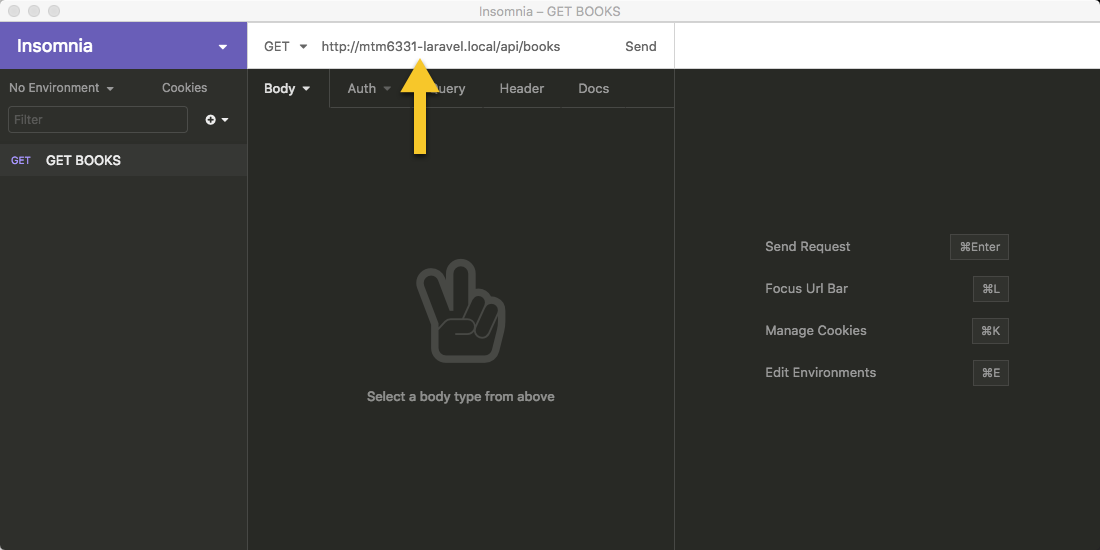 Insomnia – GET BOOKS
Insomnia
GET http://mtm6331-laravel.local/api/books Send
No Environment Cookies
Body Auth Header Docs
Filter
GET GET BOOKS
Send Request ⌘Enter
Focus Url Bar ⌘L
Manage Cookies ⌘K
Edit Environments ⌘E
Select a body type from above